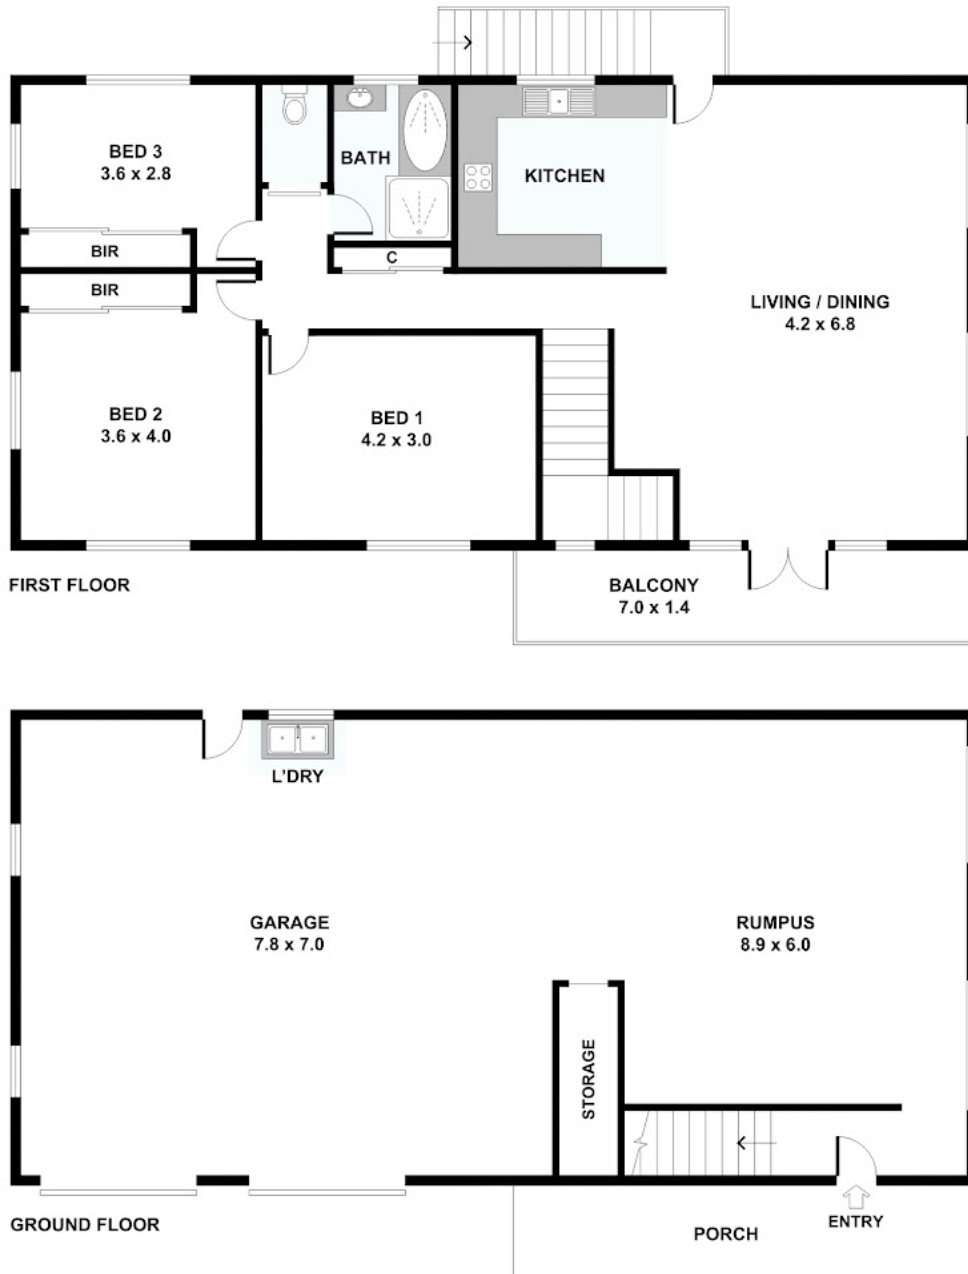 BED 3
3.6 x 2.8
BATH
KITCHEN
BIR
C
BIR
LIVING / DINING
4.2 x 6.8
BED 2
3.6 x 4.0
BED 1
4.2 x 3.0
FIRST FLOOR
BALCONY
7.0 x 1.4
L'DRY
GARAGE
7.8 x 7.0
RUMPUS
8.9 x 6.0
STORAGE
GROUND FLOOR
PORCH
ENTRY